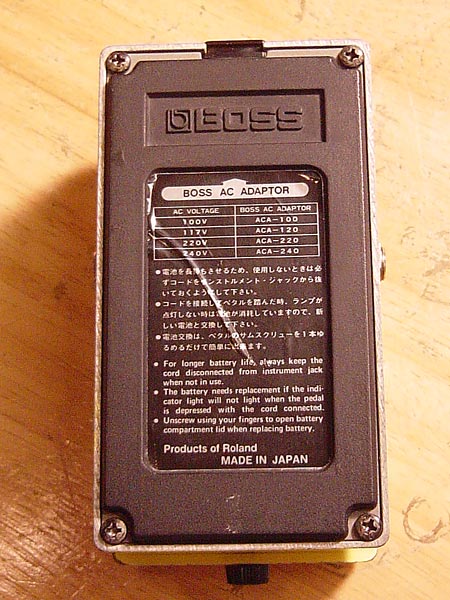 BOSS
BOSS AC ADAPTOR
AC VOLTAGE BOSS AC ADAPTOR
100V ACA-100
117V ACA-120
220V ACA-220
240V ACA-240
●電池を長持ちさせるため、使用しないときは必
ずコードをインストルメント・ジャックから抜
いておくようにして下さい。
●コードを接続しペダルを踏んだ時、ランプが
点灯しない時は電池が消耗していますので、新
しい電池と交換して下さい。
●電池交換は、ペダルのサムスクリューを1本ゆ
るめるだけで簡単に出来ます。
● For longer battery life, always keep the
cord disconnected from instrument jack
when not in use.
● The battery needs replacement if the indi-
cator light will not light when the pedal
is depressed with the cord connected.
● Unscrew using your fingers to open battery
compartment lid when replacing battery.
Products of Roland
MADE IN JAPAN